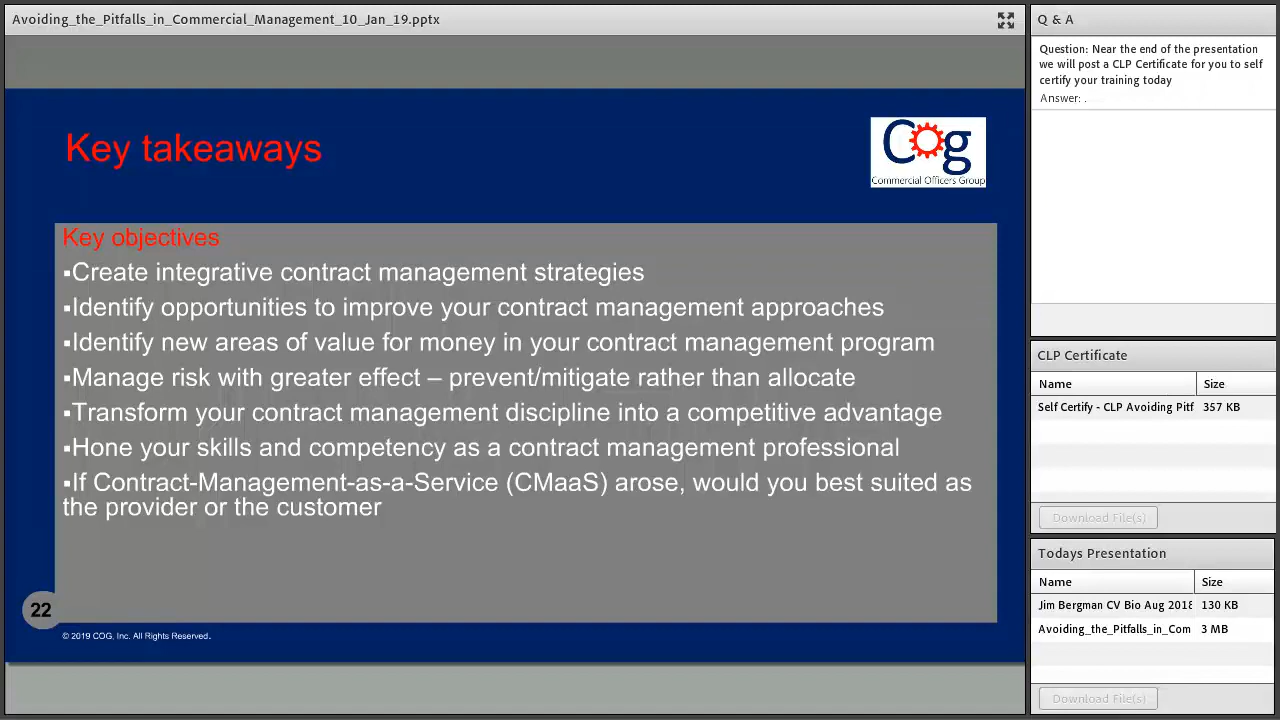 Avoiding_the_Pitfalls_in_Commercial_Management_10_Jan_19.pptx
Key takeaways
Cog
Commercial Officers Group
Key objectives
▪Create integrative contract management strategies
▪Identify opportunities to improve your contract management approaches
▪Identify new areas of value for money in your contract management program
▪Manage risk with greater effect – prevent/mitigate rather than allocate
▪Transform your contract management discipline into a competitive advantage
▪Hone your skills and competency as a contract management professional
▪If Contract-Management-as-a-Service (CMaaS) arose, would you best suited as
the provider or the customer
22
© 2019 COG, Inc. All Rights Reserved.
Q & A
Question: Near the end of the presentation
we will post a CLP Certificate for you to self
certify your training today
Answer: .
CLP Certificate
Name Size
Self Certify - CLP Avoiding Pitf 357 KB
Download File(s)
Todays Presentation
Name Size
Jim Bergman CV Bio Aug 2018 130 KB
Avoiding_the_Pitfalls_in_Com 3 MB
Download File(s)